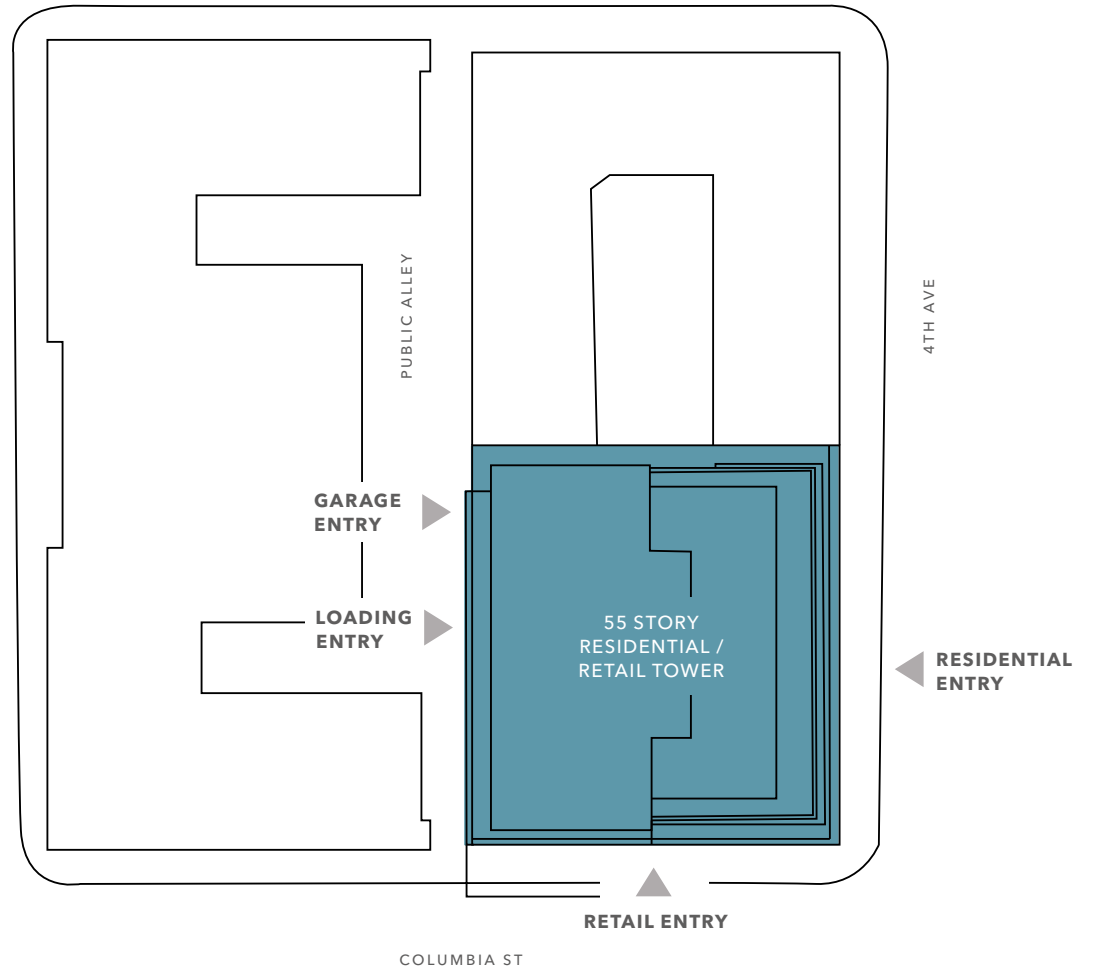 PUBLIC ALLEY
4TH AVE
GARAGE
ENTRY
LOADING
ENTRY
55 STORY
RESIDENTIAL /
RETAIL TOWER
RESIDENTIAL
ENTRY
RETAIL ENTRY
COLUMBIA ST